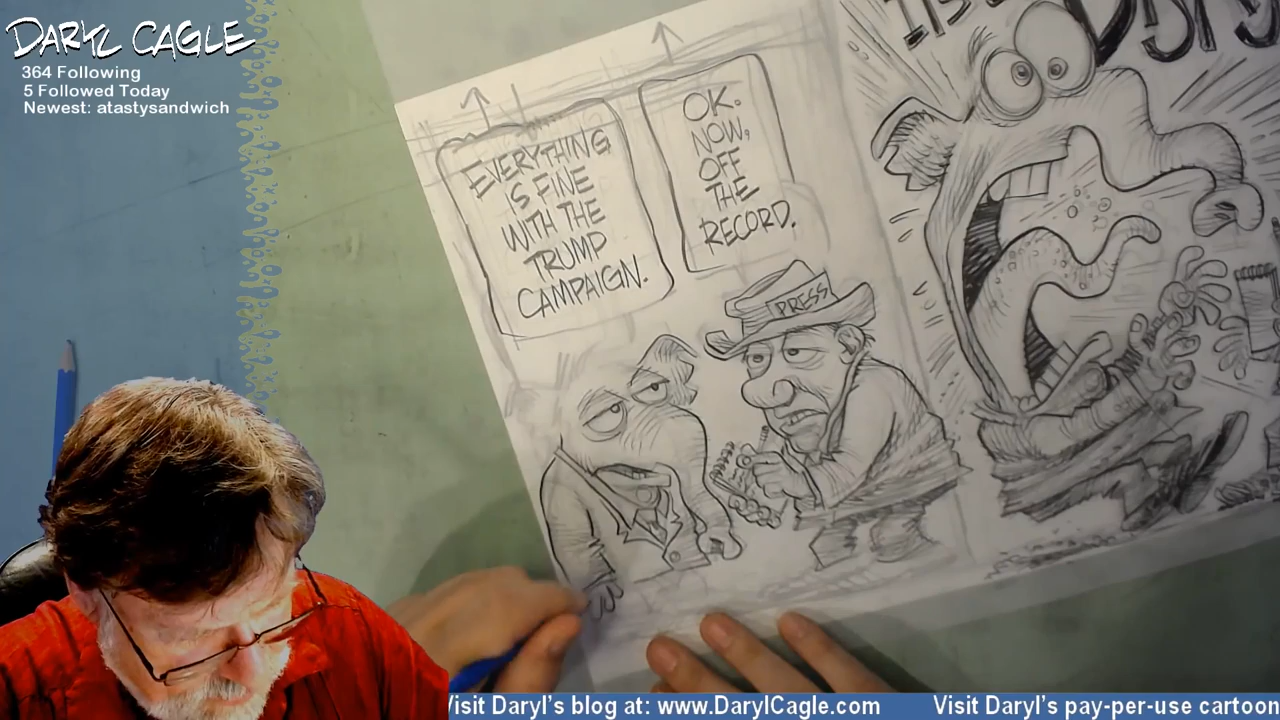 DARYL CAGLE
364 Following
5 Followed Today
Newest: atastysandwich
EVERYTHING
IS FINE
WITH THE
TRUMP
CAMPAIGN.
OK.
NOW,
OFF
THE
RECORD.
PRESS
Visit Daryl's blog at: www.DarylCagle.com
Visit Daryl's pay-per-use cartoon